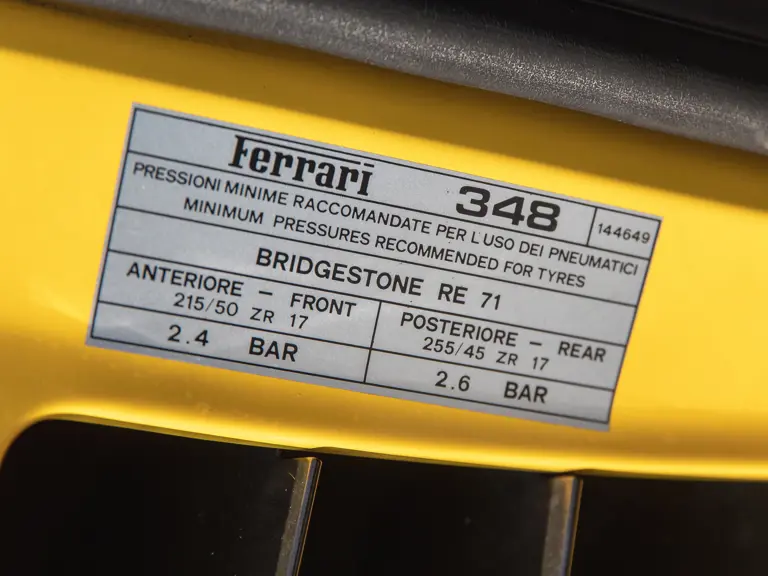 Ferrari 348 144649
PRESSIONI MINIME RACCOMANDATE PER L'USO DEI PNEUMATICI
MINIMUM PRESSURES RECOMMENDED FOR TYRES
BRIDGESTONE RE 71
ANTERIORE – FRONT
215/50 ZR 17
2.4 BAR
POSTERIORE – REAR
255/45 ZR 17
2.6 BAR